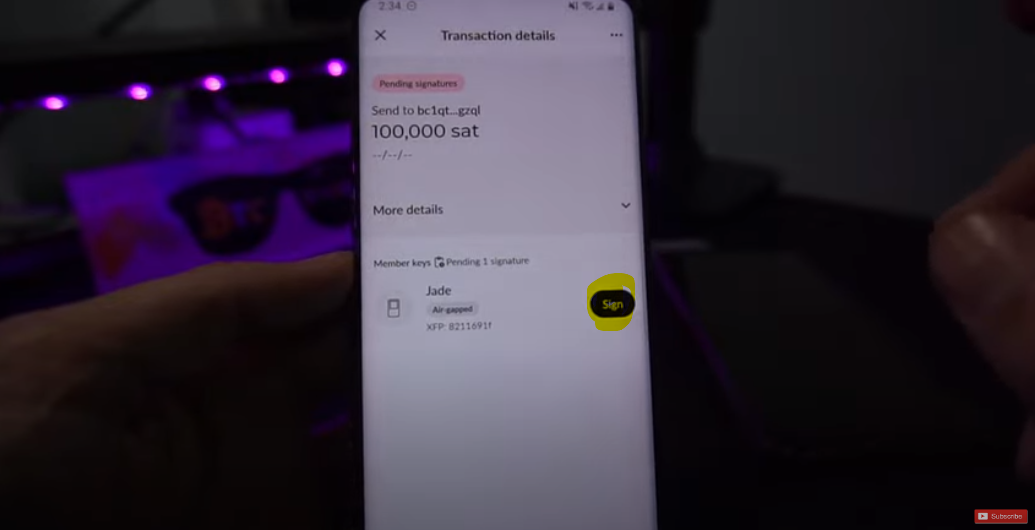 2:34
Transaction details
Pending signatures
Send to bc1qt...gzql
100,000 sat
--/--/--
More details
Member keys Pending 1 signature
Jade
Air-gapped
XFP: 8211691f
Sign
Subscribe